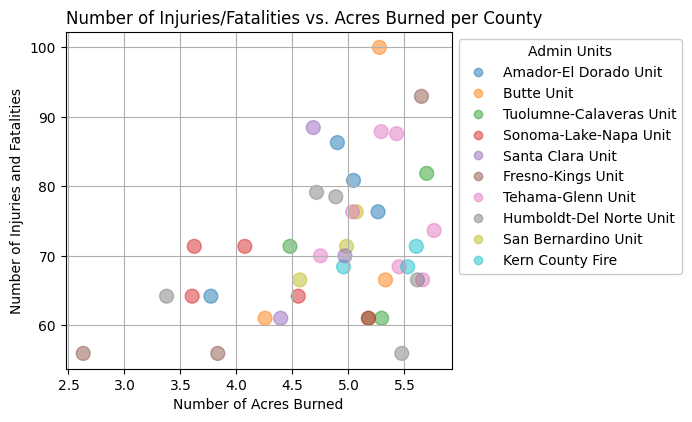 Number of Injuries/Fatalities vs. Acres Burned per County
100
90
80
70
60
Number of Injuries and Fatalities
2.5 3.0 3.5 4.0 4.5 5.0 5.5
Number of Acres Burned
Admin Units
Amador-El Dorado Unit
Butte Unit
Tuolumne-Calaveras Unit
Sonoma-Lake-Napa Unit
Santa Clara Unit
Fresno-Kings Unit
Tehama-Glenn Unit
Humboldt-Del Norte Unit
San Bernardino Unit
Kern County Fire